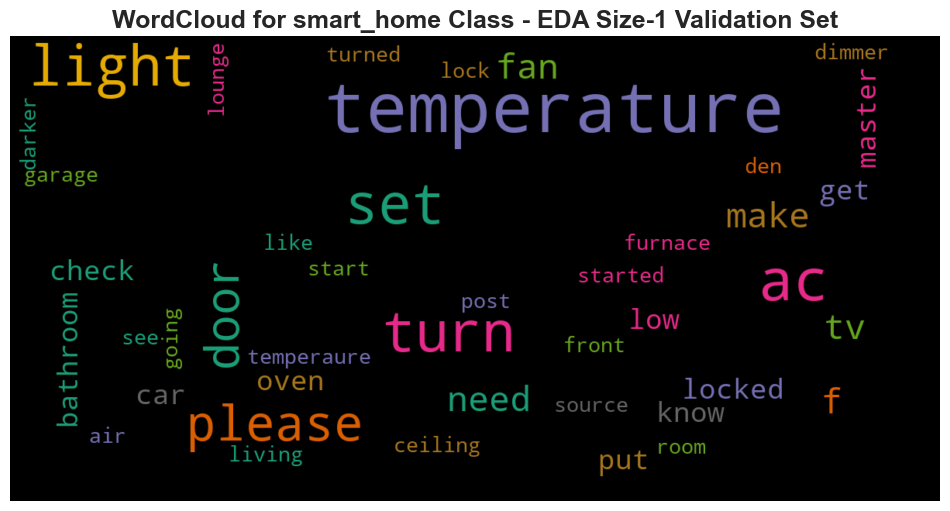 WordCloud for smart_home Class - EDA Size-1 Validation Set
light
lounge
turned
lock
fan
dimmer
temperature
master
darker
garage
den
get
set
make
like
furnace
check
door
start
started
ac
bathroom
post
going
see
turn
low
tv
front
temperaure
oven
car
need
source
locked
know
f
please
air
living
ceiling
put
room